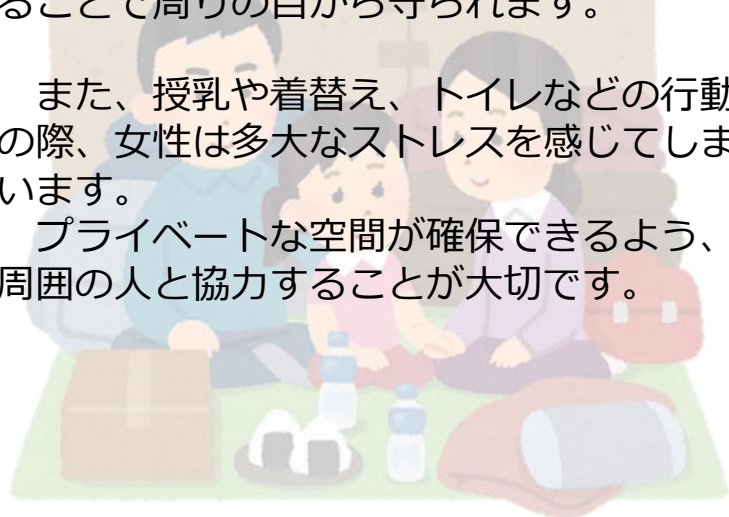 ることで周りの目から守られます。
また、授乳や着替え、トイレなどの行動
の際、女性は多大なストレスを感じてしま
います。
プライベートな空間が確保できるよう、
周囲の人と協力することが大切です。